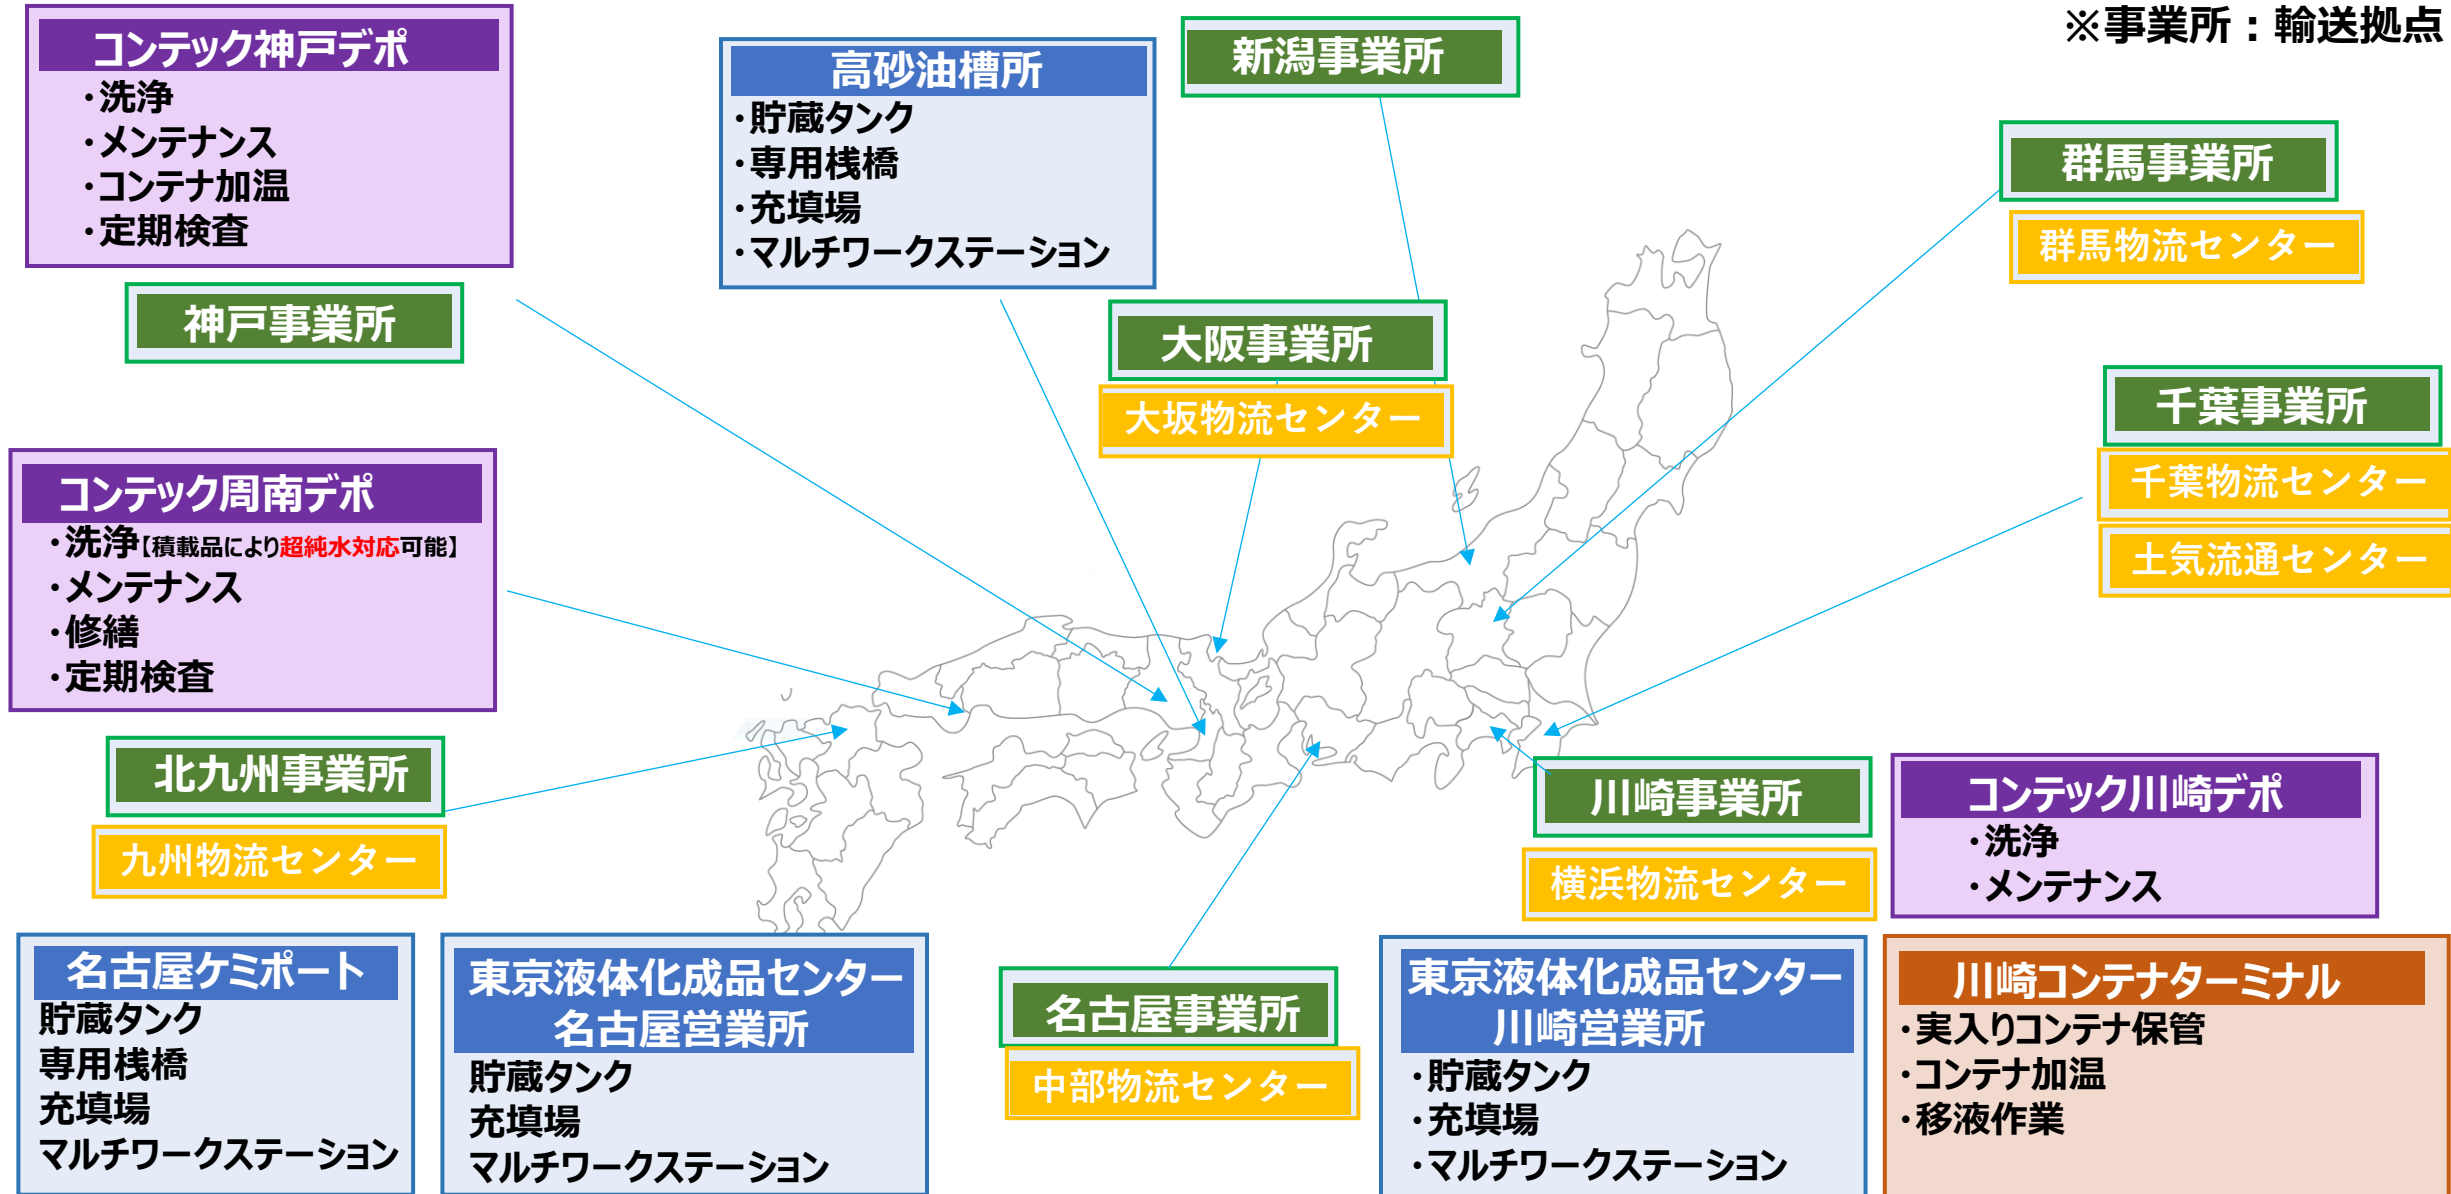 ※事業所：輸送拠点
コンテック神戸デポ
・洗浄
・メンテナンス
・コンテナ加温
・定期検査
神戸事業所
高砂油槽所
・貯蔵タンク
・専用桟橋
・充填場
・マルチワークステーション
新潟事業所
群馬事業所
群馬物流センター
大阪事業所
大坂物流センター
千葉事業所
千葉物流センター
土気流通センター
コンテック周南デポ
・洗浄【積載品により超純水対応可能】
・メンテナンス
・修繕
・定期検査
北九州事業所
九州物流センター
川崎事業所
横浜物流センター
コンテック川崎デポ
・洗浄
・メンテナンス
名古屋ケミポート
貯蔵タンク
専用桟橋
充填場
マルチワークステーション
東京液体化成品センター
名古屋営業所
貯蔵タンク
充填場
マルチワークステーション
名古屋事業所
中部物流センター
東京液体化成品センター
川崎営業所
・貯蔵タンク
・充填場
・マルチワークステーション
川崎コンテナターミナル
・実入りコンテナ保管
・コンテナ加温
・移液作業